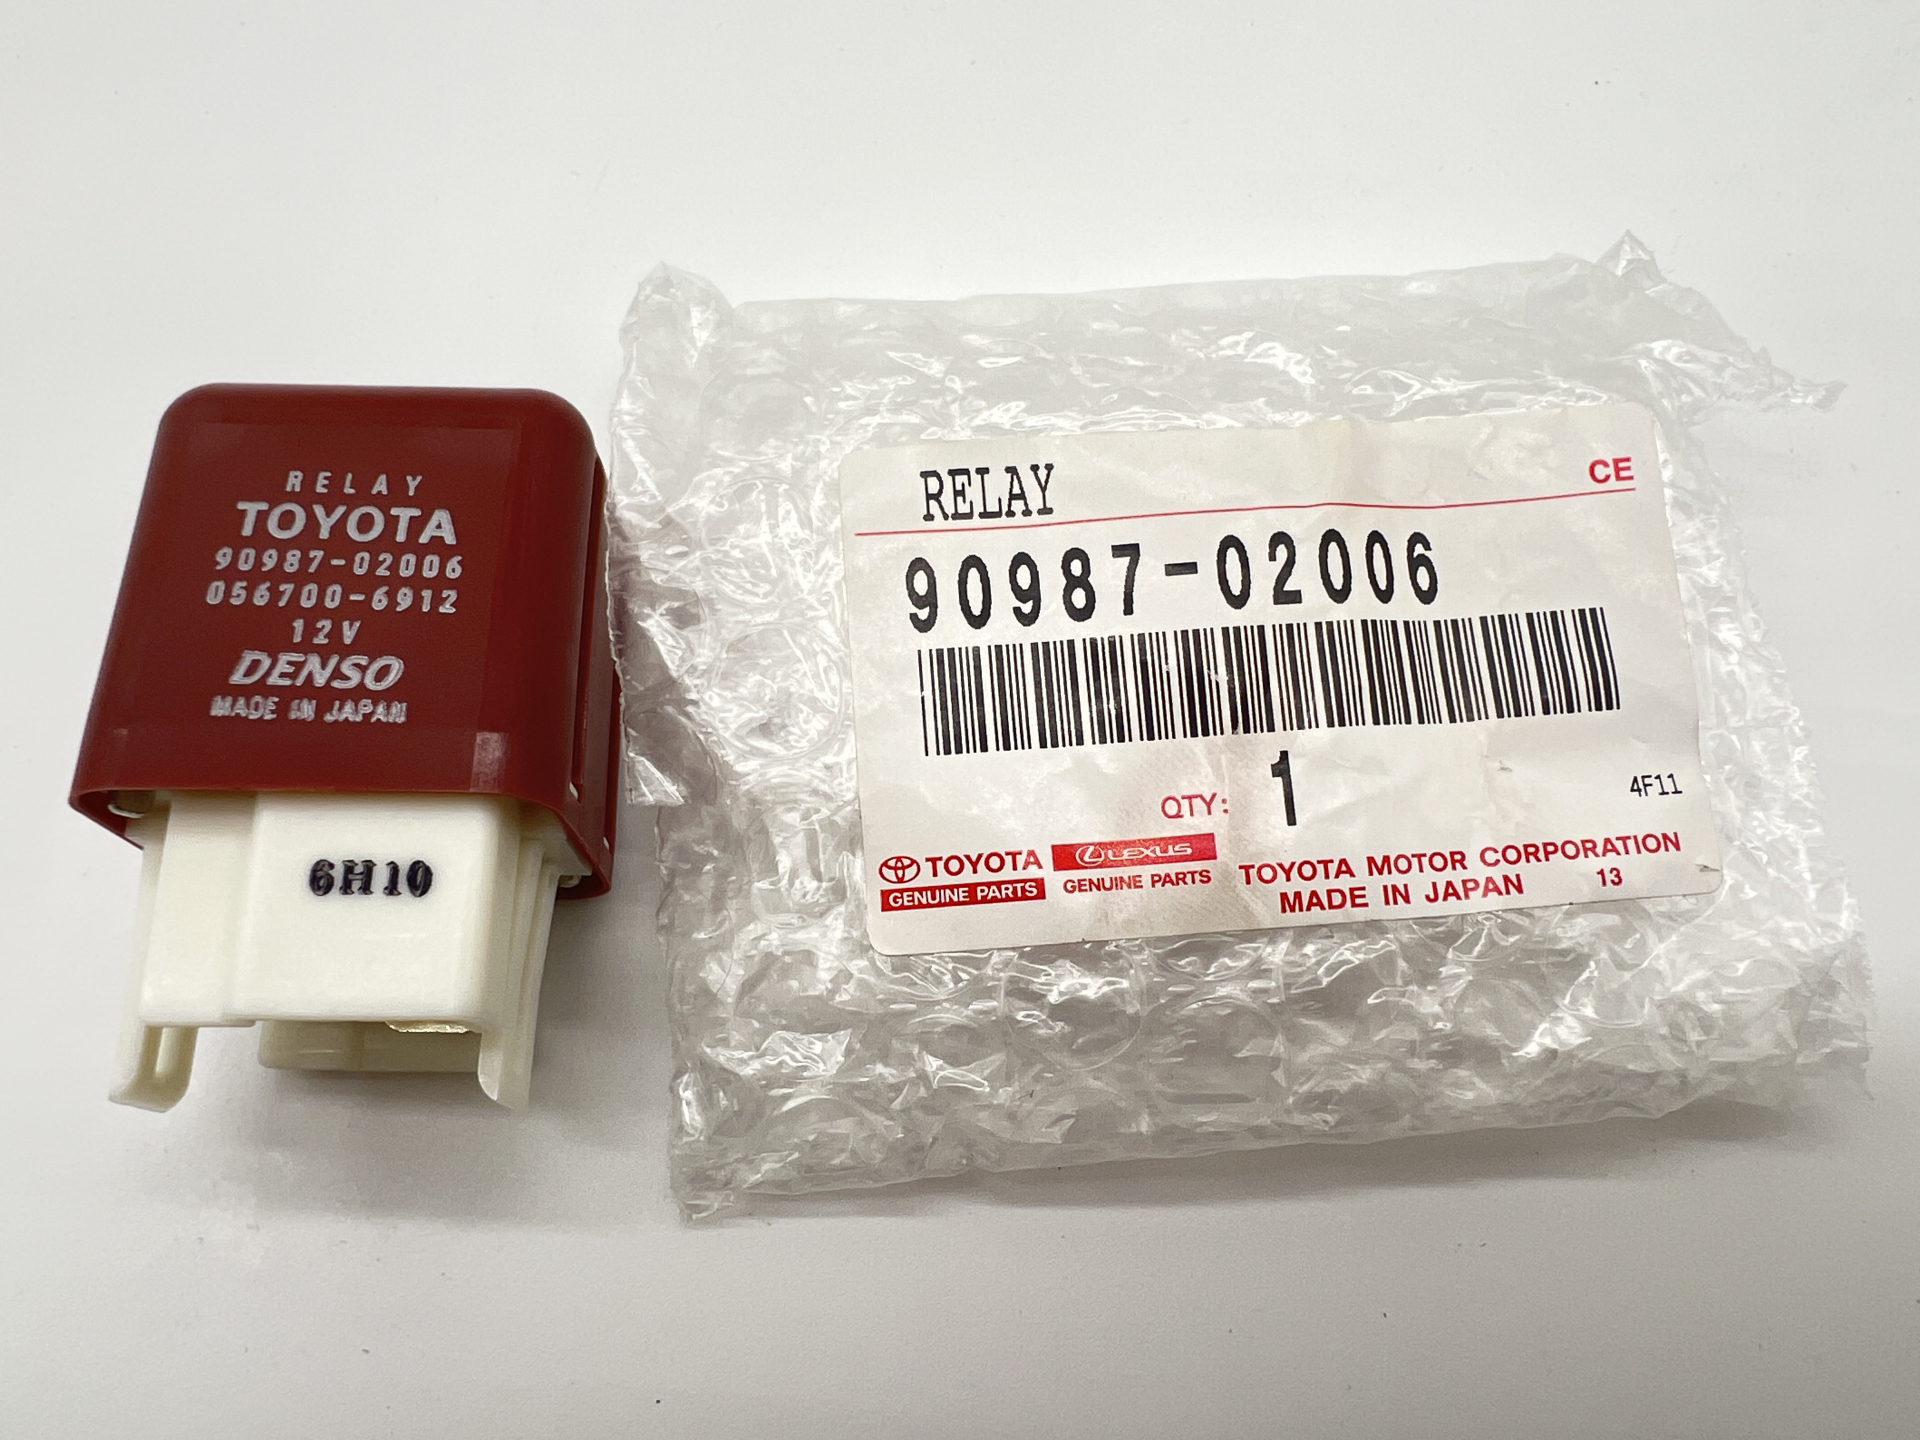 RELAY
TOYOTA
90987-02006
056700-6912
12V
DENSO
MADE IN JAPAN
6H10
RELAY
CE
90987-02006
QTY: 1
4F11
TOYOTA
GENUINE PARTS
LEXUS
GENUINE PARTS
TOYOTA MOTOR CORPORATION
MADE IN JAPAN 13